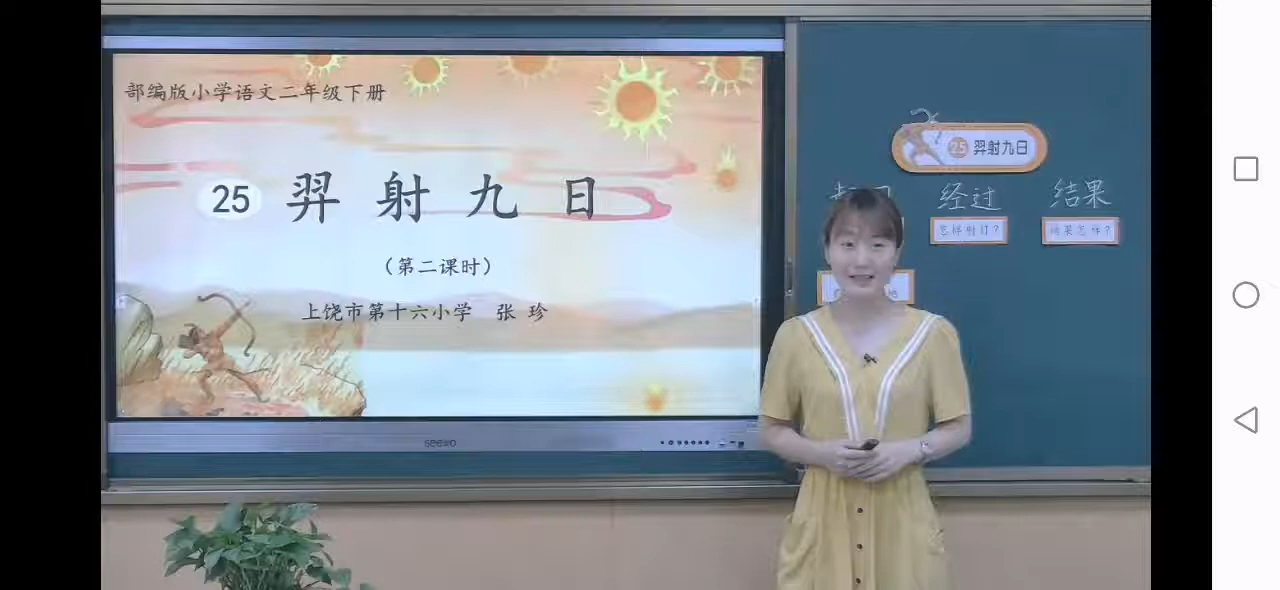 部编版小学语文二年级下册
25 羿射九日
（第二课时）
上饶市第十六小学 张珍
seewo
25 羿射九日
经过
结果
怎样射日？
结果怎样？